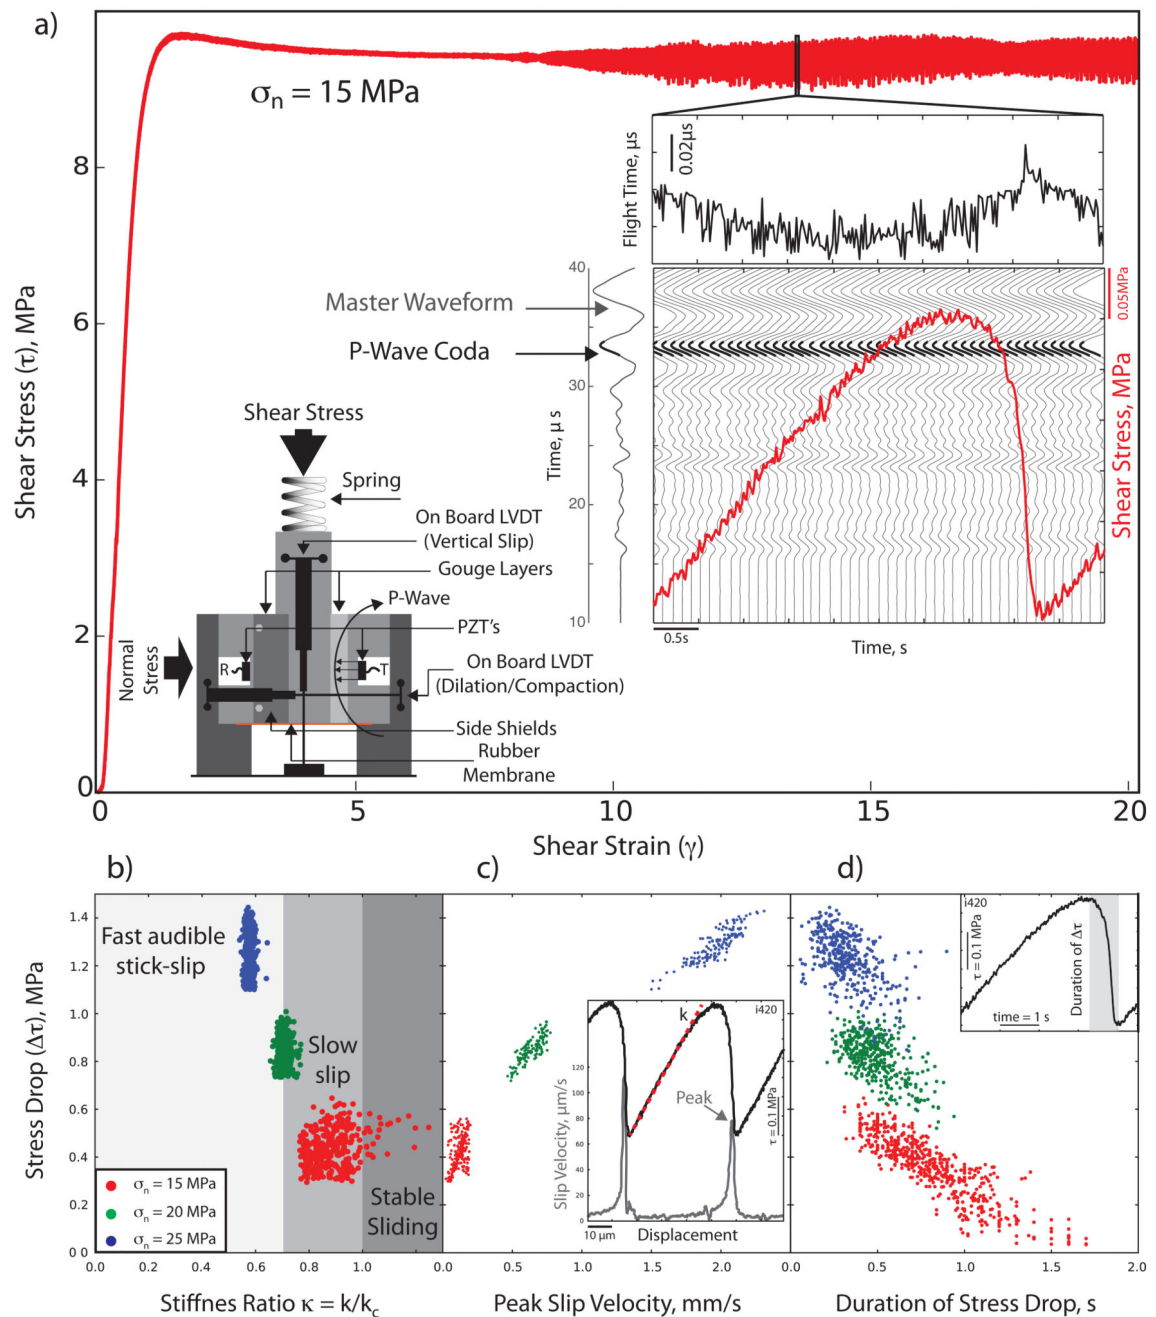 a)
σn = 15 MPa
Shear Stress (τ), MPa
8
6
4
2
0
0
5
10
15
20
Shear Strain (γ)
Flight Time, μs
0.02μs
Master Waveform
P-Wave Coda
40
30
20
10
Time, μ s
0.05MPa
Shear Stress, MPa
0.5s
Time, s
Shear Stress
Spring
On Board LVDT
(Vertical Slip)
Gouge Layers
P-Wave
PZT's
R
T
Normal
Stress
On Board LVDT
(Dilation/Compaction)
Side Shields
Rubber
Membrane
b)
Stress Drop (Δτ), MPa
1.4
1.2
1.0
0.8
0.6
0.4
0.2
0.0
Fast audible
stick-slip
Slow
slip
Stable
Sliding
σn = 15 MPa
σn = 20 MPa
σn = 25 MPa
0.0 0.2 0.4 0.6 0.8 1.0
Stiffnes Ratio κ = k/kc
c)
k
i420
Peak
Slip Velocity, μm/s
120
100
80
60
40
20
0
τ = 0.1 MPa
10 μm
Displacement
0.0 0.5 1.0 1.5 2.0
Peak Slip Velocity, mm/s
d)
i420
τ = 0.1 MPa
Duration of Δτ
time = 1 s
0.5 1.0 1.5 2.0
Duration of Stress Drop, s